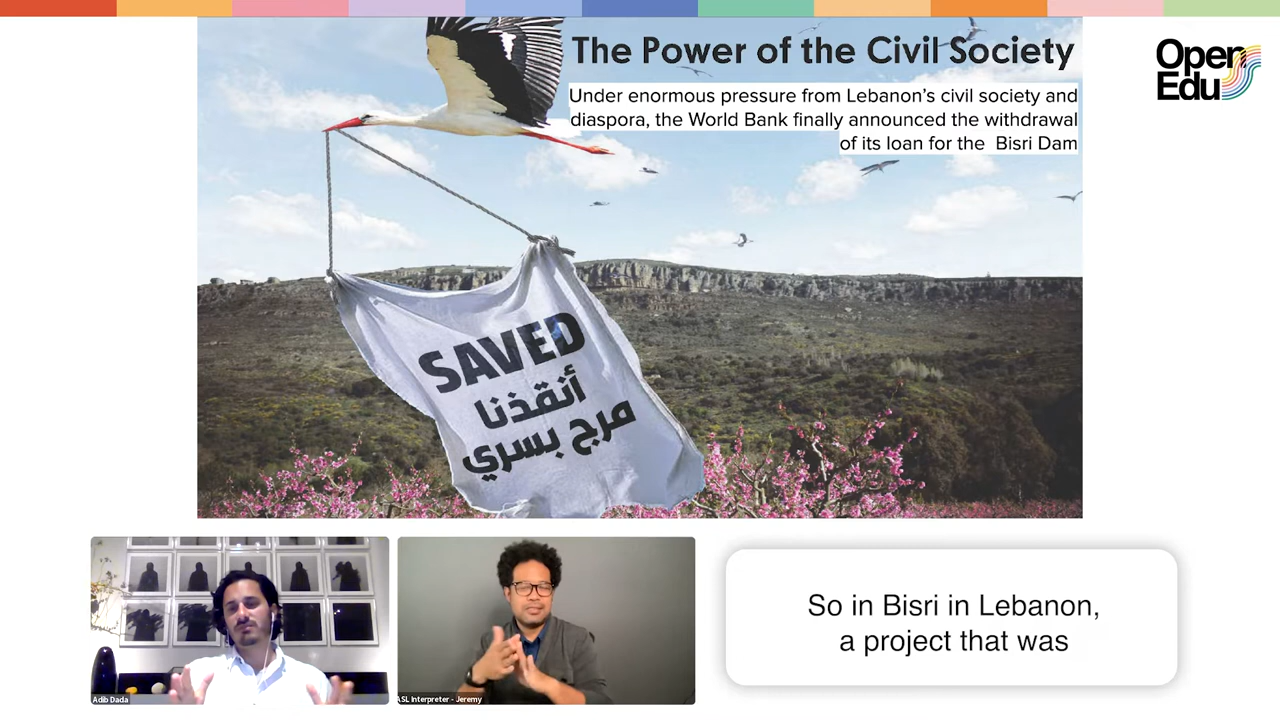 The Power of the Civil Society
Under enormous pressure from Lebanon's civil society and
diaspora, the World Bank finally announced the withdrawal
of its loan for the Bisri Dam
Open
Edu
SAVED
أنقذنا
مرج بسري
Adib Dada
ASL Interpreter - Jeremy
So in Bisri in Lebanon,
a project that was